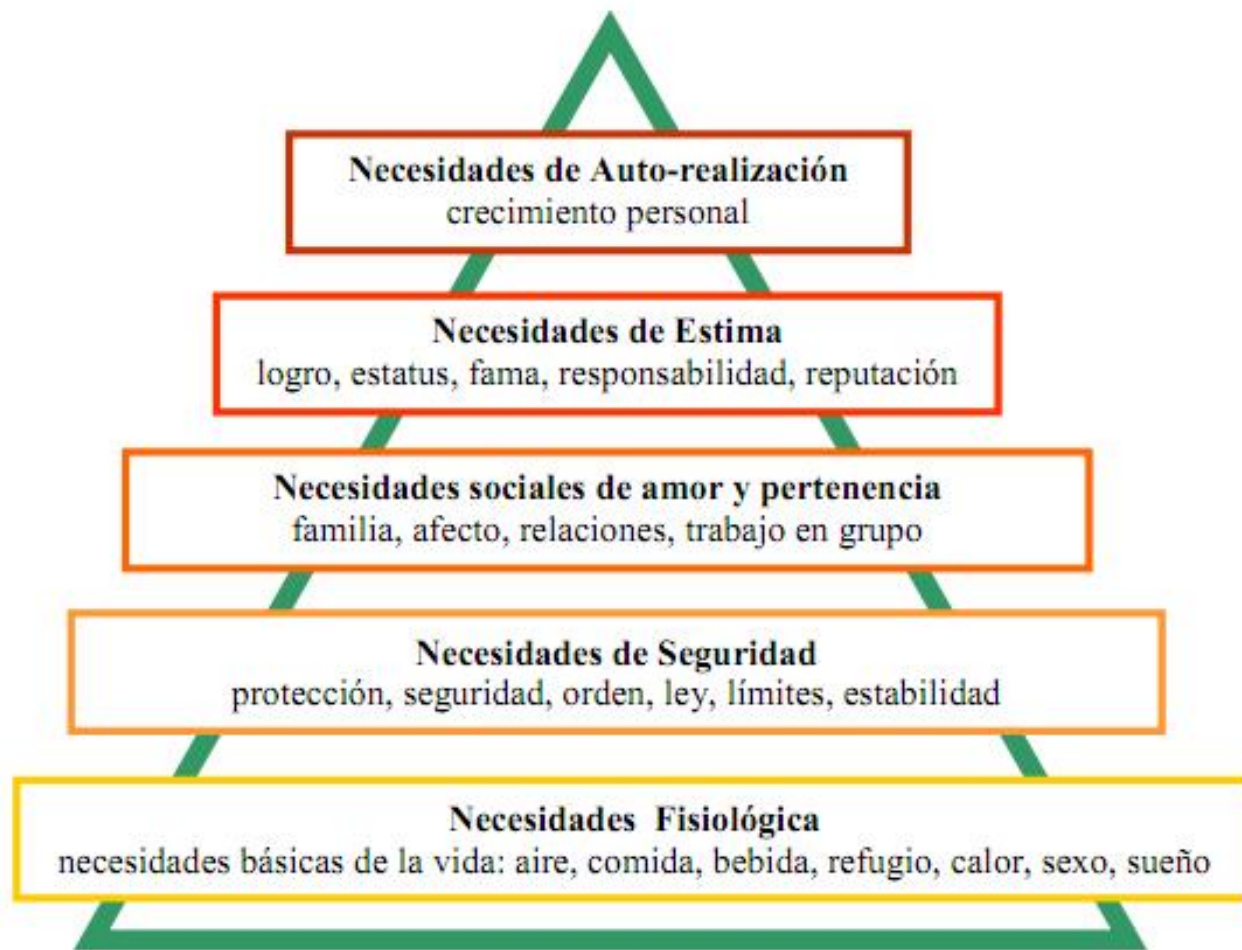 Necesidades de Auto-realización
crecimiento personal
Necesidades de Estima
logro, estatus, fama, responsabilidad, reputación
Necesidades sociales de amor y pertenencia
familia, afecto, relaciones, trabajo en grupo
Necesidades de Seguridad
protección, seguridad, orden, ley, límites, estabilidad
Necesidades Fisiológica
necesidades básicas de la vida: aire, comida, bebida, refugio, calor, sexo, sueño